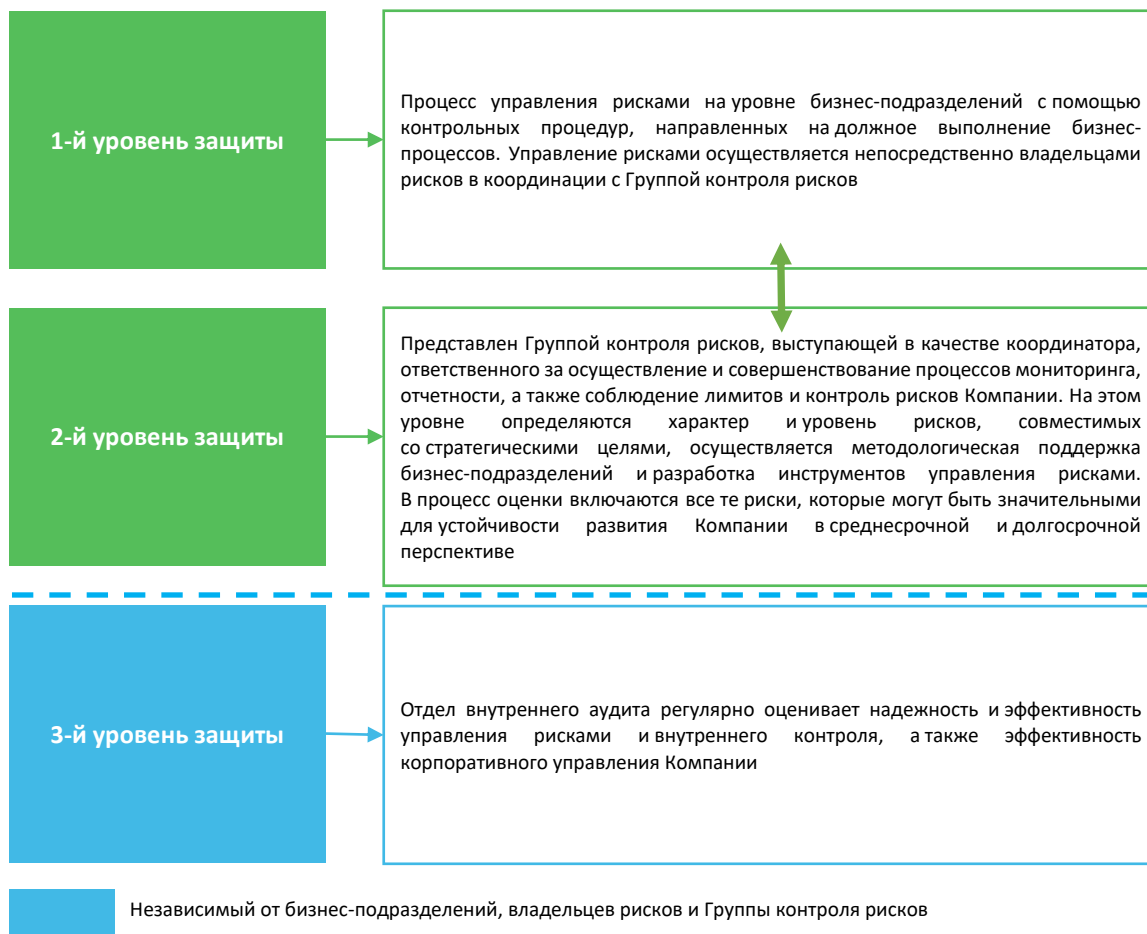 1-й уровень защиты
Процесс управления рисками на уровне бизнес-подразделений с помощью
контрольных процедур, направленных на должное выполнение бизнес-
процессов. Управление рисками осуществляется непосредственно владельцами
рисков в координации с Группой контроля рисков
2-й уровень защиты
Представлен Группой контроля рисков, выступающей в качестве координатора,
ответственного за осуществление и совершенствование процессов мониторинга,
отчетности, а также соблюдение лимитов и контроль рисков Компании. На этом
уровне определяются характер и уровень рисков, совместимых
со стратегическими целями, осуществляется методологическая поддержка
бизнес-подразделений и разработка инструментов управления рисками.
В процесс оценки включаются все те риски, которые могут быть значительными
для устойчивости развития Компании в среднесрочной и долгосрочной
перспективе
3-й уровень защиты
Отдел внутреннего аудита регулярно оценивает надежность и эффективность
управления рисками и внутреннего контроля, а также эффективность
корпоративного управления Компании
Независимый от бизнес-подразделений, владельцев рисков и Группы контроля рисков